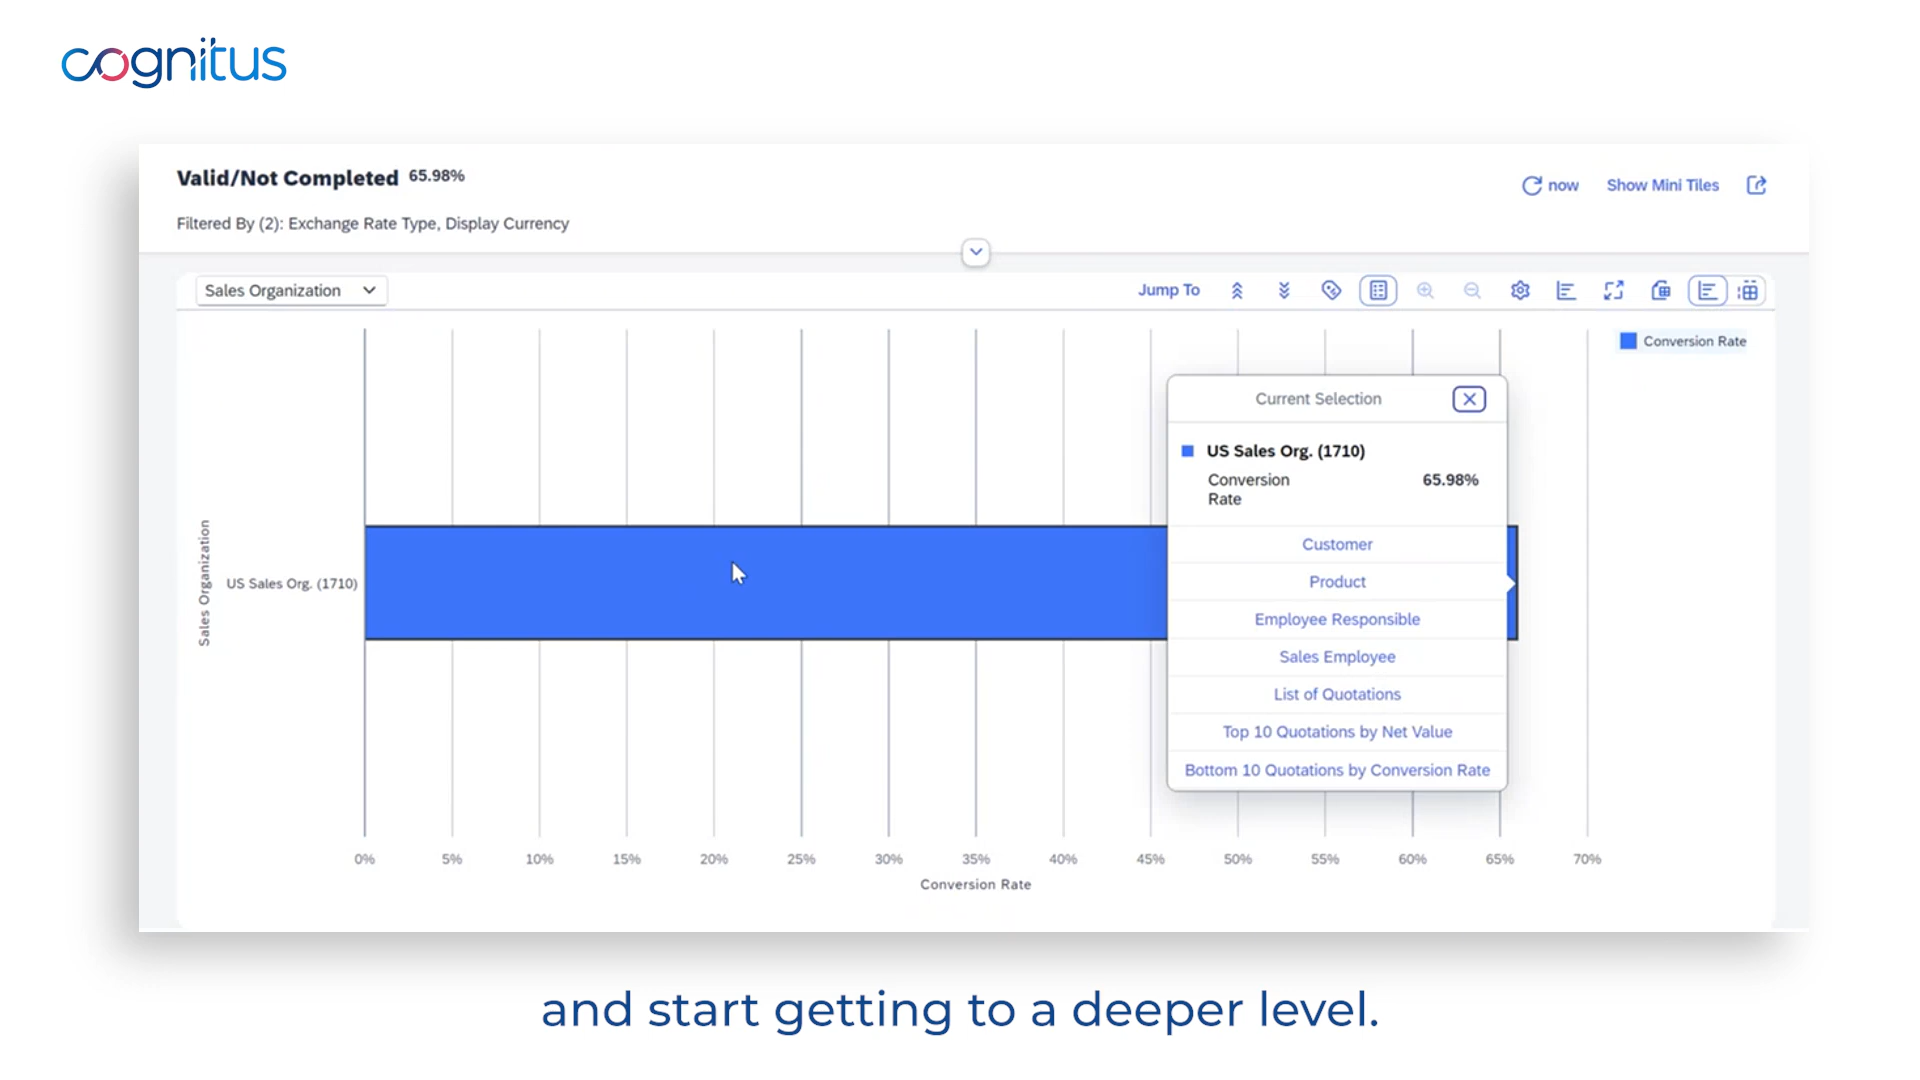 cognitus
Valid/Not Completed 65.98%
now Show Mini Tiles
Filtered By (2): Exchange Rate Type, Display Currency
Sales Organization
Jump To
Conversion Rate
Current Selection
US Sales Org. (1710)
Conversion
Rate
65.98%
Customer
Product
Employee Responsible
Sales Employee
List of Quotations
Top 10 Quotations by Net Value
Bottom 10 Quotations by Conversion Rate
Sales Organization
US Sales Org. (1710)
0% 5% 10% 15% 20% 25% 30% 35% 40% 45% 50% 55% 60% 65% 70%
Conversion Rate
and start getting to a deeper level.